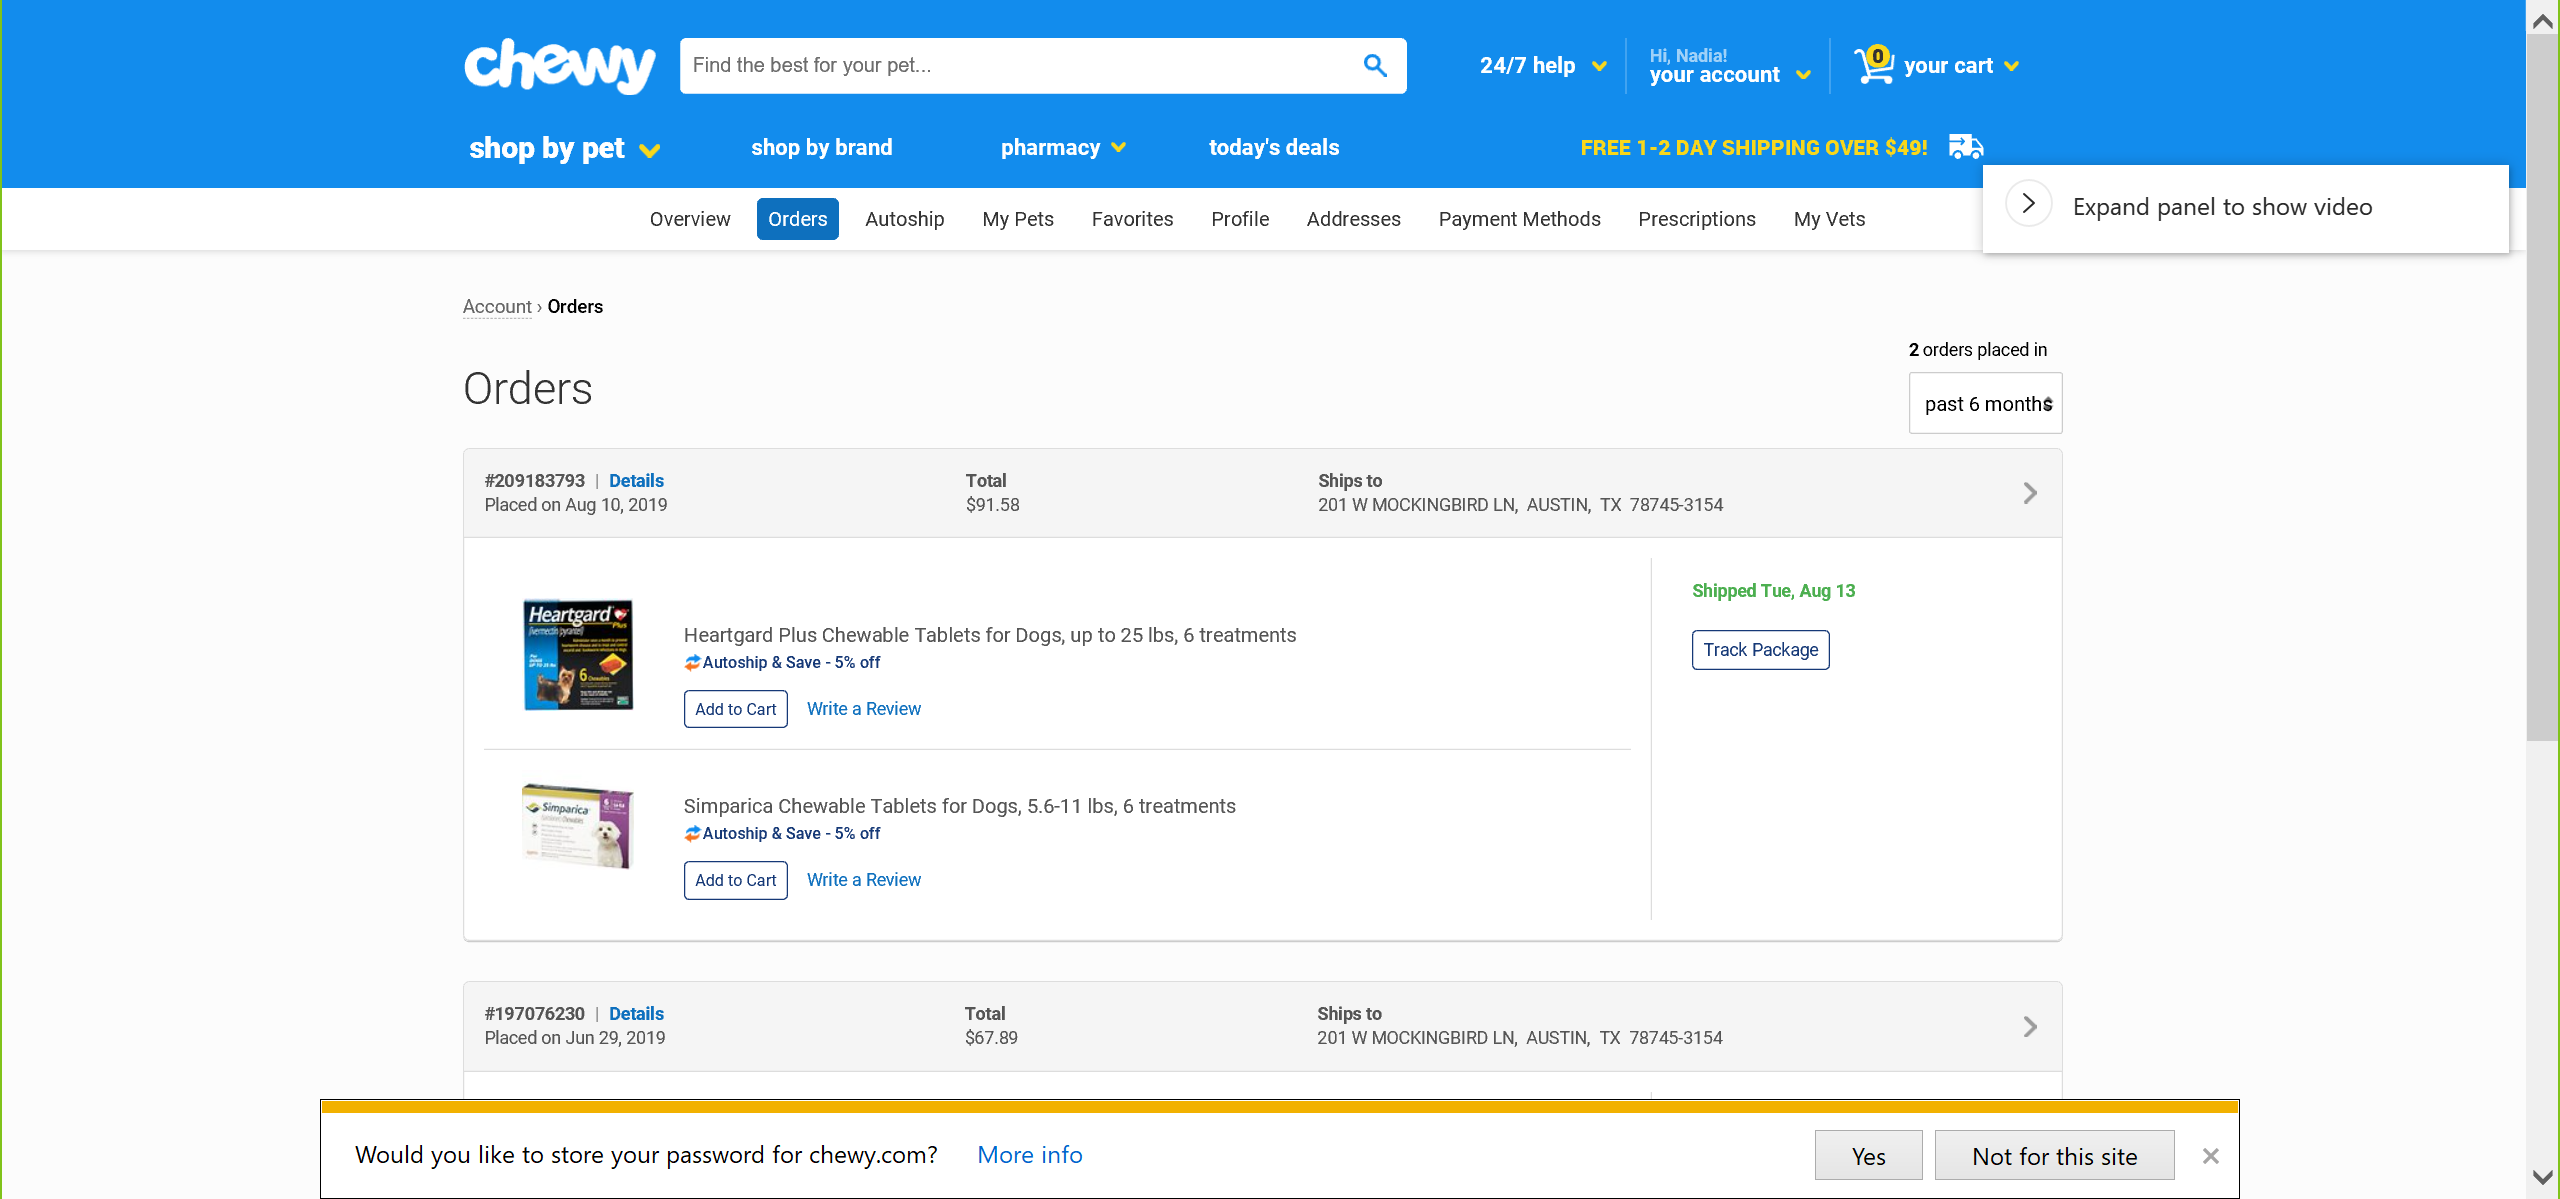 chewy
Find the best for your pet...
24/7 help
Hi, Nadia!
your account
0
your cart
shop by pet
shop by brand
pharmacy
today's deals
FREE 1-2 DAY SHIPPING OVER $49!
Expand panel to show video
Overview
Orders
Autoship
My Pets
Favorites
Profile
Addresses
Payment Methods
Prescriptions
My Vets
Account › Orders
2 orders placed in
Orders
past 6 months
#209183793 | Details
Placed on Aug 10, 2019
Total
$91.58
Ships to
201 W MOCKINGBIRD LN, AUSTIN, TX 78745-3154
Heartgard
Plus
6
Heartgard Plus Chewable Tablets for Dogs, up to 25 lbs, 6 treatments
Autoship & Save - 5% off
Add to Cart
Write a Review
Shipped Tue, Aug 13
Track Package
Simparica
Simparica Chewable Tablets for Dogs, 5.6-11 lbs, 6 treatments
Autoship & Save - 5% off
Add to Cart
Write a Review
#197076230 | Details
Placed on Jun 29, 2019
Total
$67.89
Ships to
201 W MOCKINGBIRD LN, AUSTIN, TX 78745-3154
Would you like to store your password for chewy.com?
More info
Yes
Not for this site